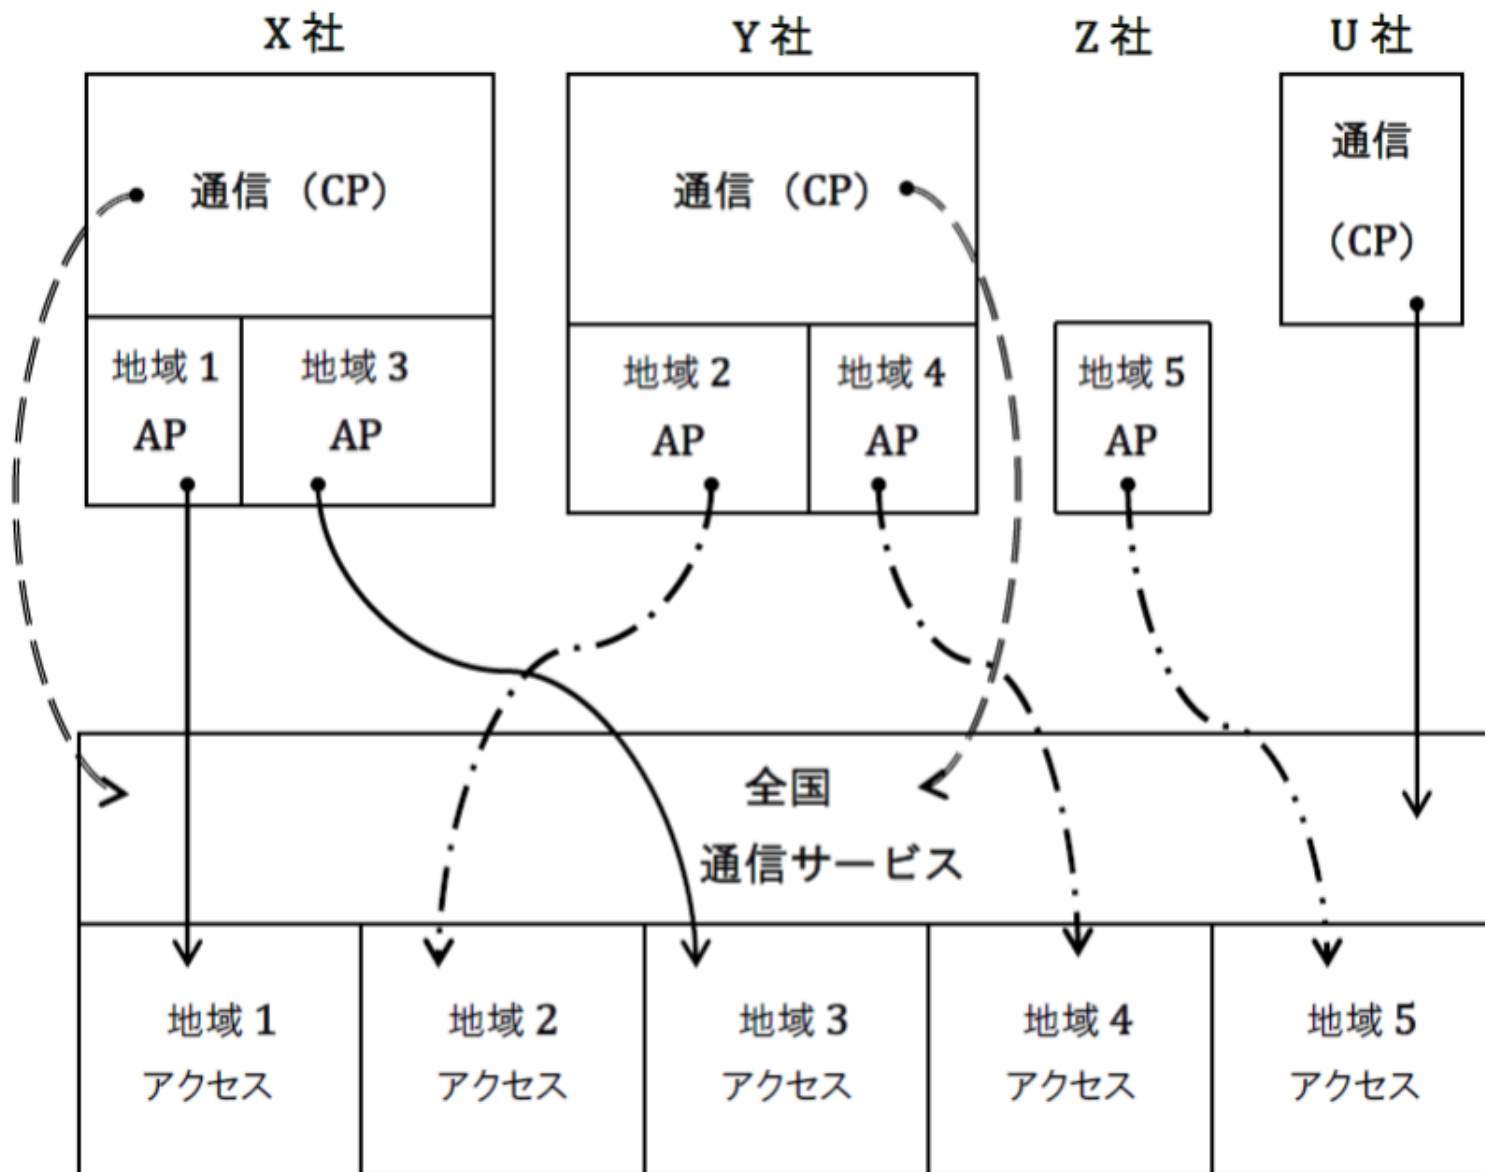 X 社
Y 社
Z 社
U 社
通信（CP）
通信（CP）
通信
（CP）
地域 1
AP
地域 3
AP
地域 2
AP
地域 4
AP
地域 5
AP
全国
通信サービス
地域 1
アクセス
地域 2
アクセス
地域 3
アクセス
地域 4
アクセス
地域 5
アクセス